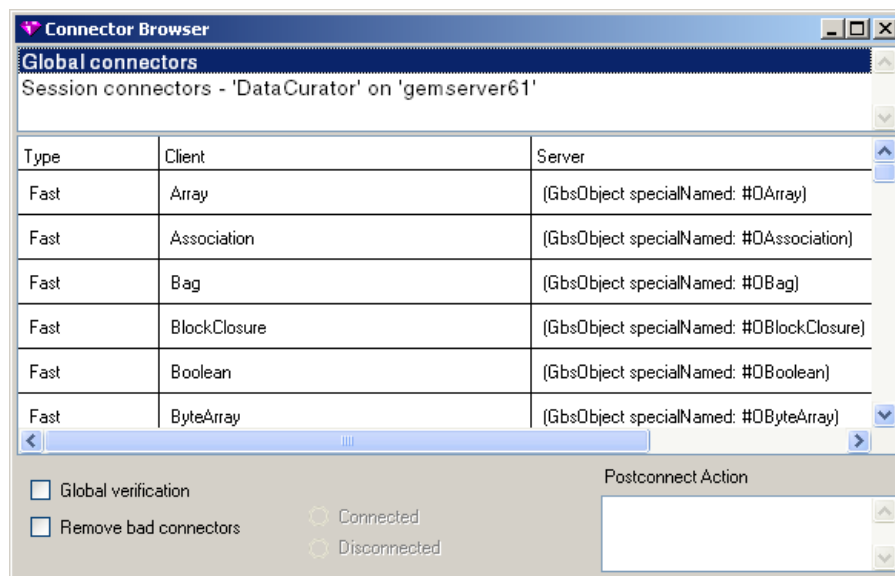 Connector Browser
Global connectors
Session connectors - 'DataCurator' on 'gemserver61'
Type Client Server
Fast Array (GbsObject specialNamed: #OArray)
Fast Association (GbsObject specialNamed: #OAssociation)
Fast Bag (GbsObject specialNamed: #OBag)
Fast BlockClosure (GbsObject specialNamed: #OBlockClosure)
Fast Boolean (GbsObject specialNamed: #OBoolean)
Fast ByteArray (GbsObject specialNamed: #OByteArray)
Global verification
Remove bad connectors
Connected
Disconnected
Postconnect Action